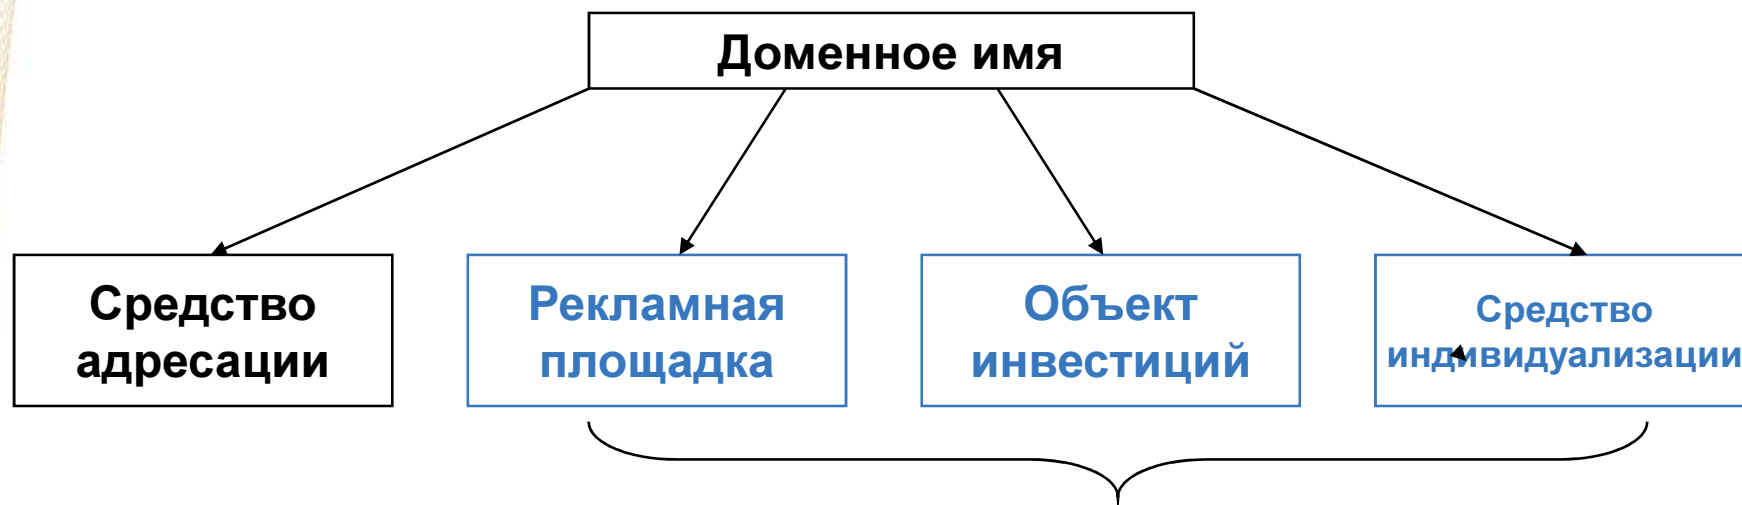 Доменное имя
Средство
адресации
Рекламная
площадка
Объект
инвестиций
Средство
индивидуализации